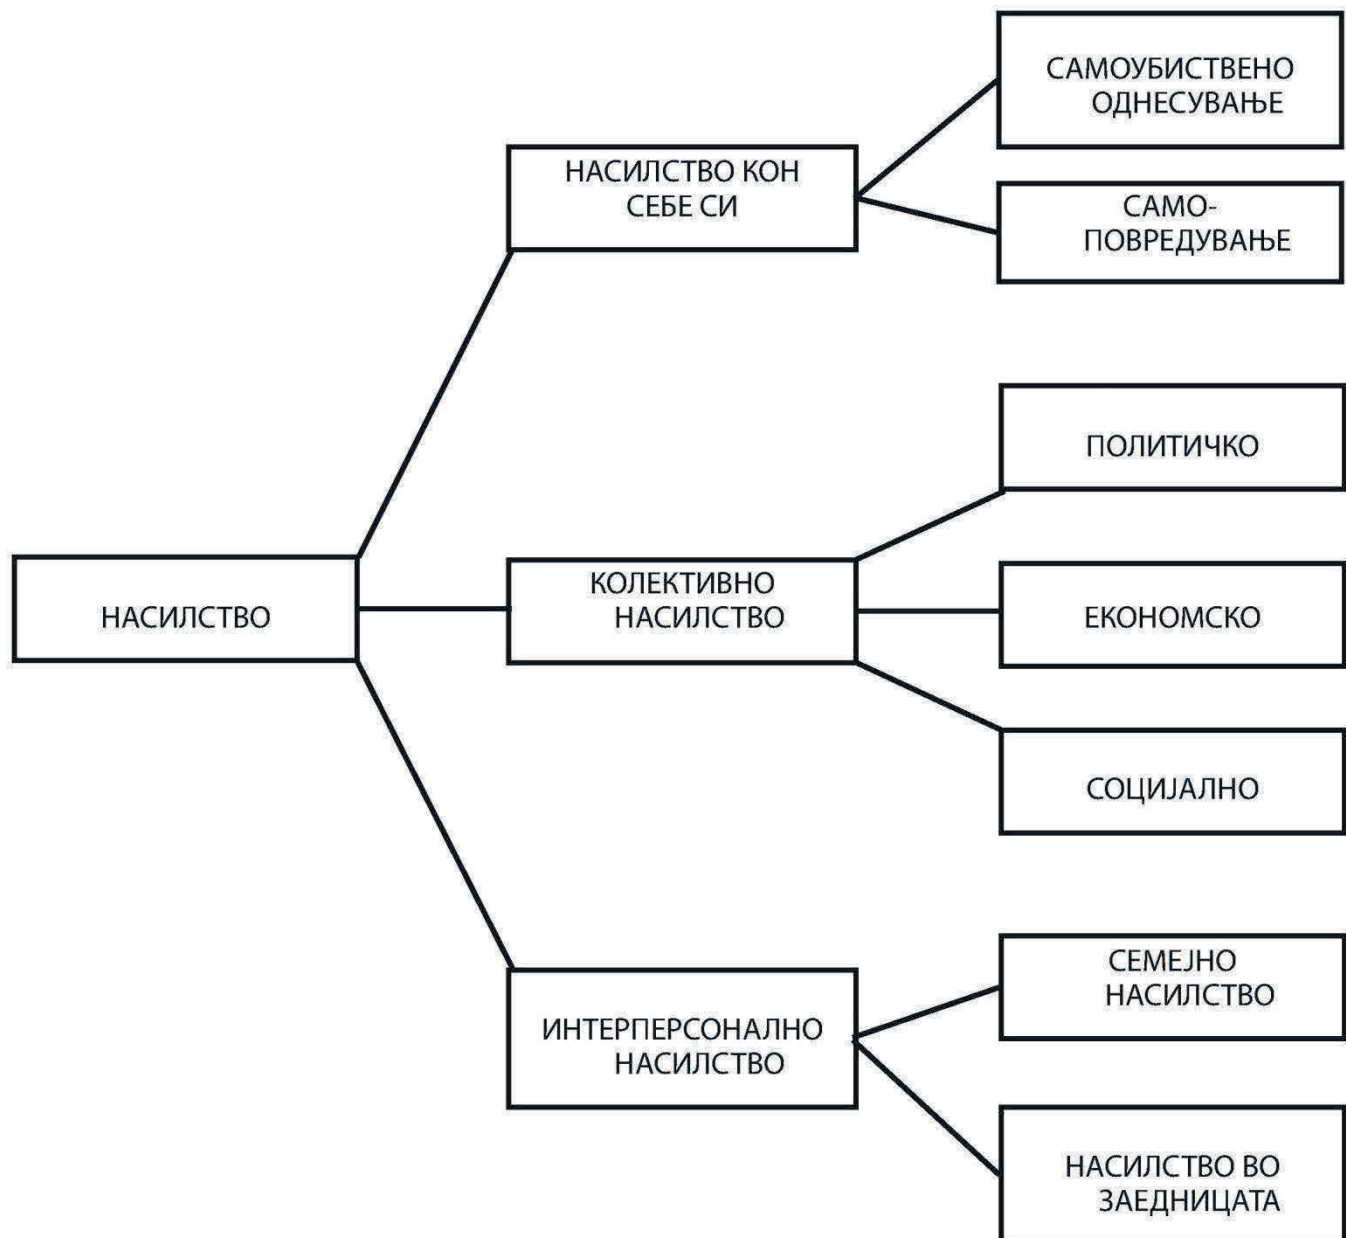 САМОУБИСТВЕНО
ОДНЕСУВАЊЕ
НАСИЛСТВО КОН
СЕБЕ СИ
САМО-
ПОВРЕДУВАЊЕ
ПОЛИТИЧКО
НАСИЛСТВО
КОЛЕКТИВНО
НАСИЛСТВО
ЕКОНОМСКО
СОЦИЈАЛНО
ИНТЕРПЕРСОНАЛНО
НАСИЛСТВО
СЕМЕЈНО
НАСИЛСТВО
НАСИЛСТВО ВО
ЗАЕДНИЦАТА